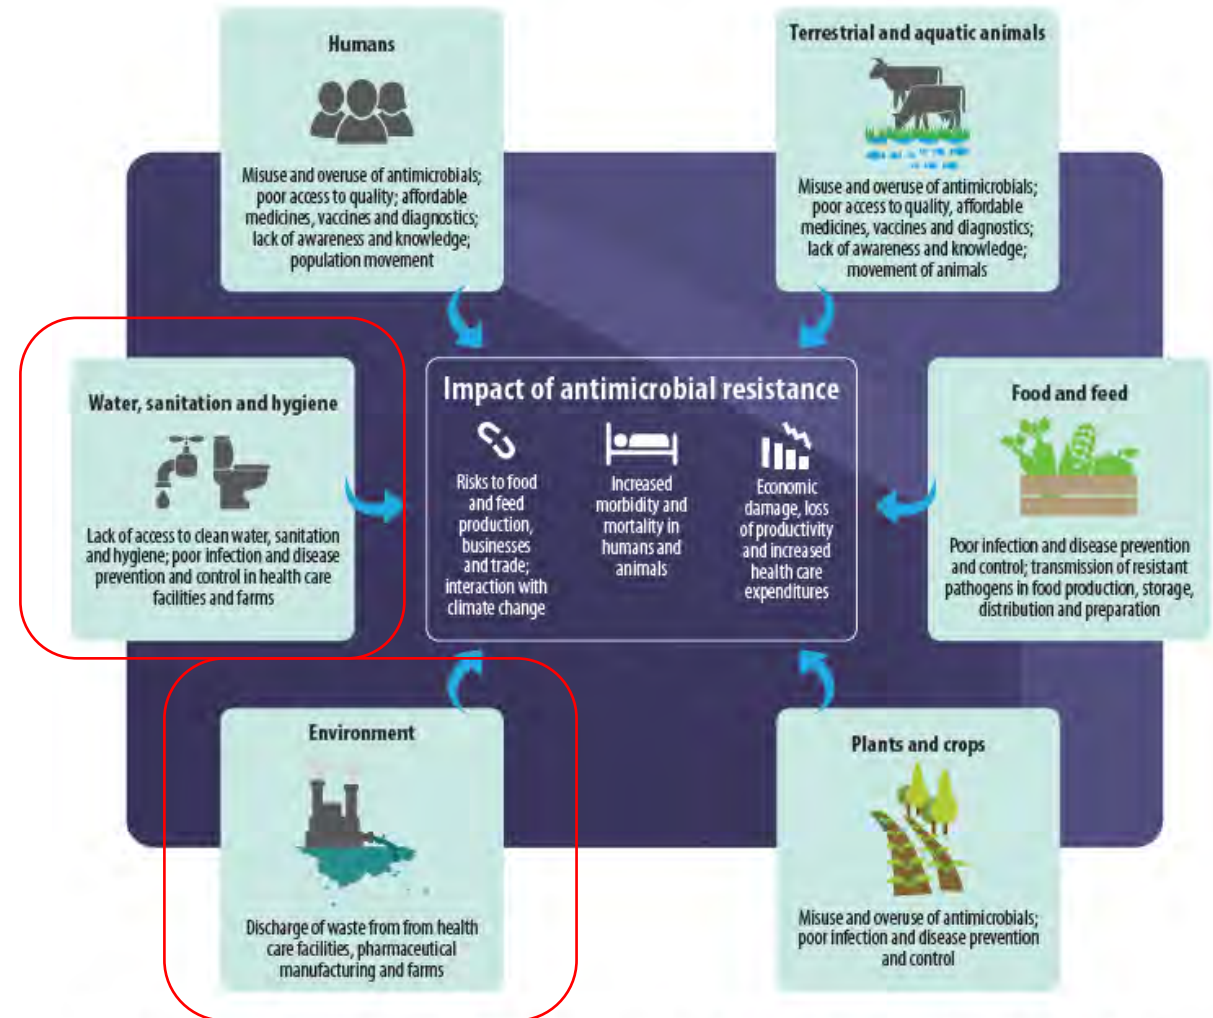 Humans
Misuse and overuse of antimicrobials;
poor access to quality; affordable
medicines, vaccines and diagnostics;
lack of awareness and knowledge;
population movement
Terrestrial and aquatic animals
Misuse and overuse of antimicrobials;
poor access to quality, affordable
medicines, vaccines and diagnostics;
lack of awareness and knowledge;
movement of animals
Water, sanitation and hygiene
Lack of access to clean water, sanitation
and hygiene; poor infection and disease
prevention and control in health care
facilities and farms
Impact of antimicrobial resistance
Risks to food
and feed
production,
businesses
and trade;
interaction with
climate change
Increased
morbidity and
mortality in
humans and
animals
Economic
damage, loss
of productivity
and increased
health care
expenditures
Food and feed
Poor infection and disease prevention
and control; transmission of resistant
pathogens in food production, storage,
distribution and preparation
Environment
Discharge of waste from from health
care facilities, pharmaceutical
manufacturing and farms
Plants and crops
Misuse and overuse of antimicrobials;
poor infection and disease prevention
and control